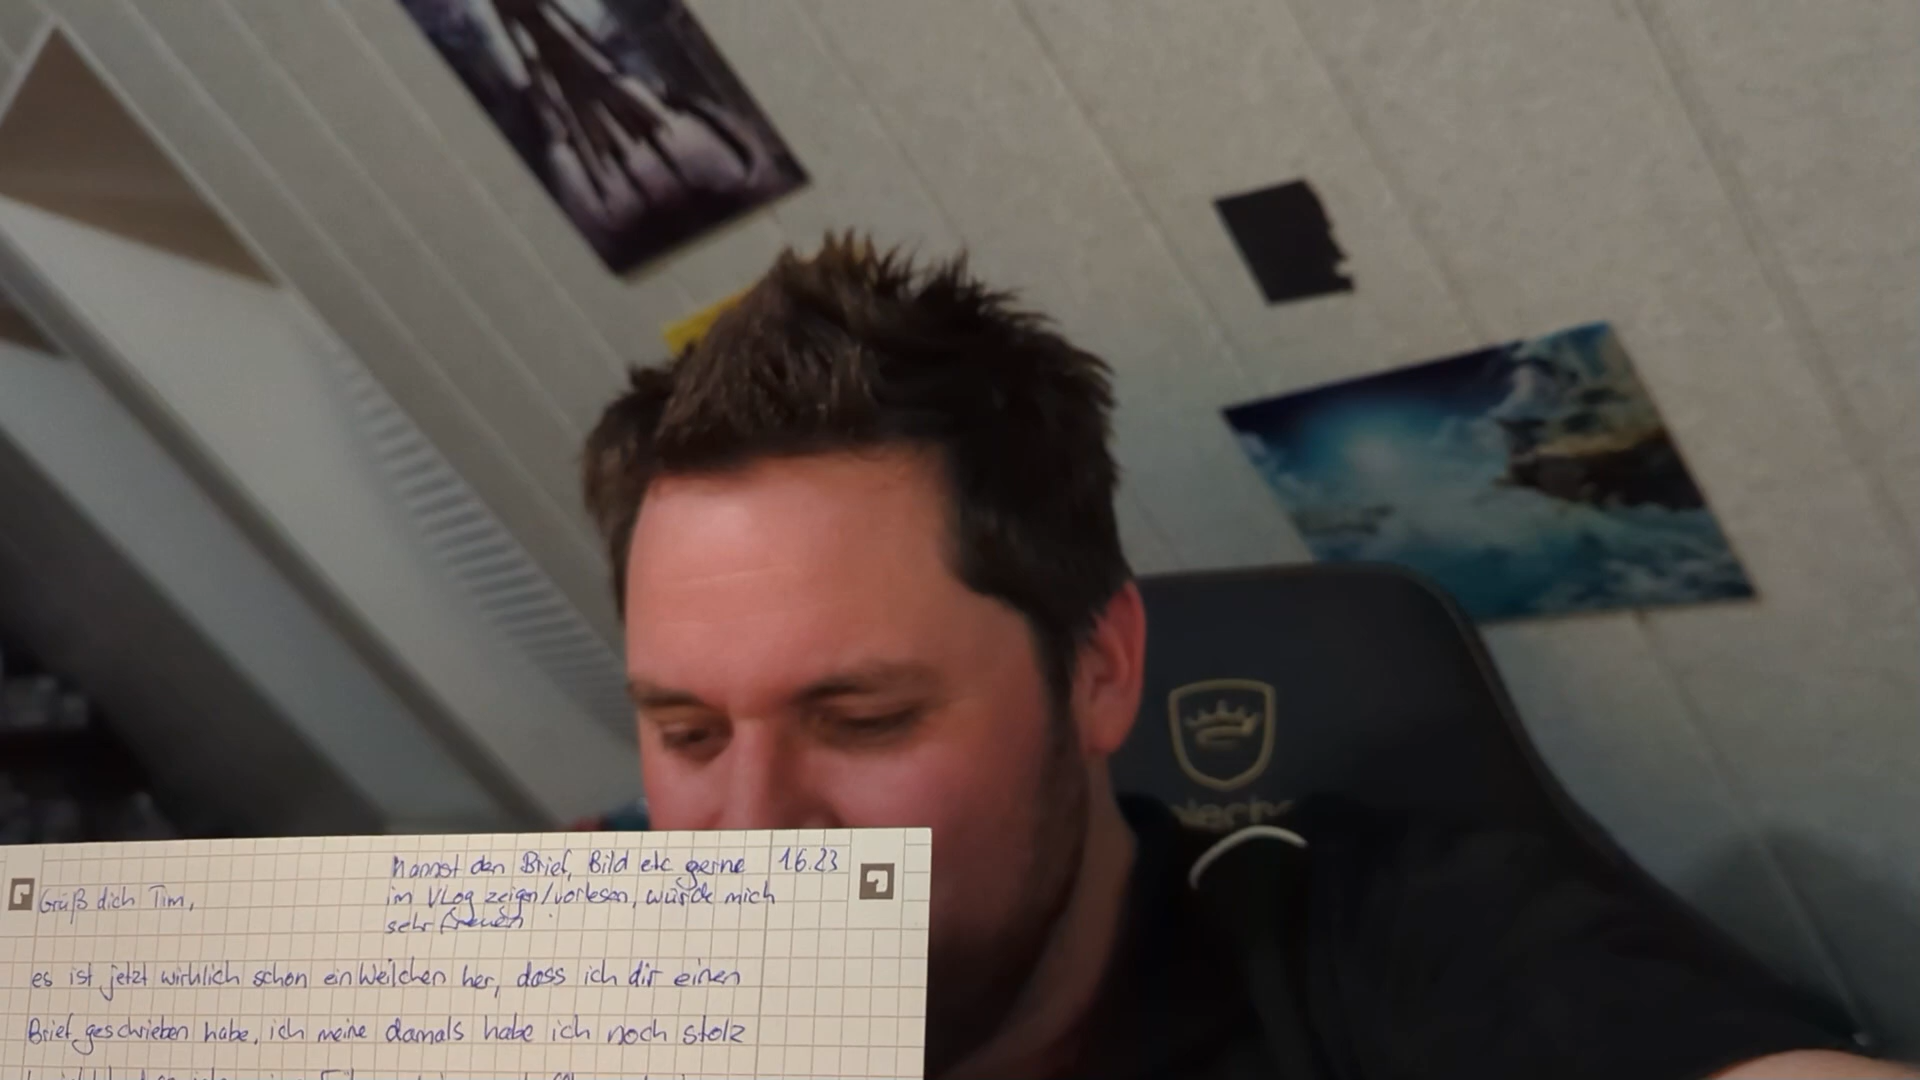 Kannst den Brief, Bild etc gerne
16.23
im VLog zeigen/vorlesen, würde mich
sehr freuen
Grüß dich Tim,
es ist jetzt wirklich schon ein Weilchen her, dass ich dir einen
Brief geschrieben habe, ich meine damals habe ich noch stolz